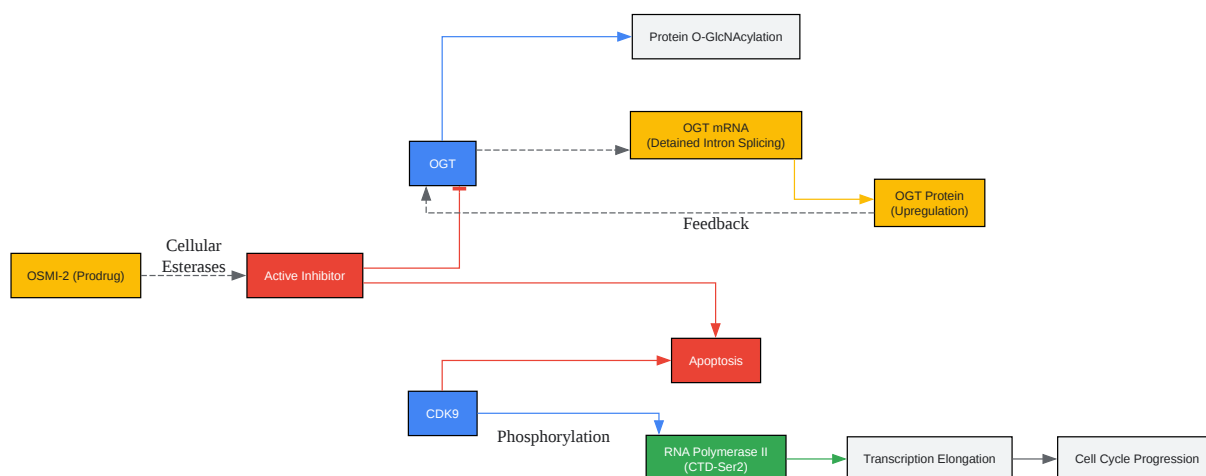 Protein O-GlcNAcylation
OGT mRNA
(Detained Intron Splicing)
OGT
OGT Protein
(Upregulation)
Feedback
Cellular
Esterases
OSMI-2 (Prodrug)
Active Inhibitor
Apoptosis
CDK9
Phosphorylation
RNA Polymerase II
(CTD-Ser2)
Transcription Elongation
Cell Cycle Progression